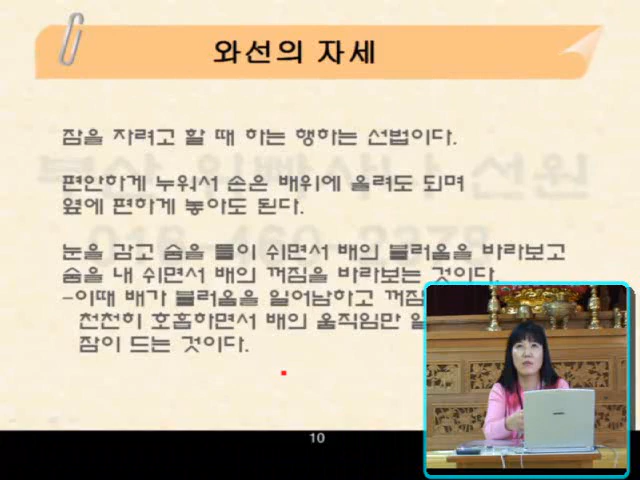 와선의 자세
잠을 자려고 할 때 하는 행하는 선법이다.
편안하게 누워서 손은 배위에 올려도 되며
옆에 편하게 놓아도 된다.
눈을 감고 숨을 들이 쉬면서 배의 불러옴을 바라보고
숨을 내 쉬면서 배의 꺼짐을 바라보는 것이다.
-이때 배가 불러옴을 일어남하고 꺼짐
천천히 호흡하면서 배의 움직임만 알
잠이 드는 것이다.
10